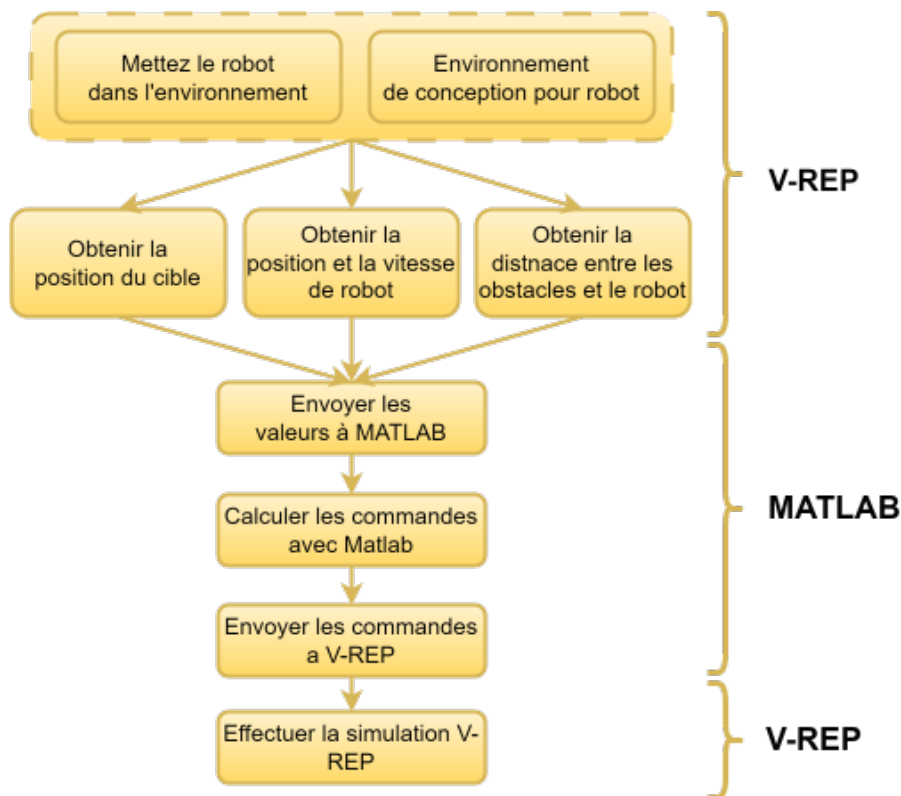 Mettez le robot
dans l'environnement
Environnement
de conception pour robot
V-REP
Obtenir la
position du cible
Obtenir la
position et la vitesse
de robot
Obtenir la
distnace entre les
obstacles et le robot
Envoyer les
valeurs à MATLAB
Calculer les commandes
avec Matlab
MATLAB
Envoyer les commandes
a V-REP
Effectuer la simulation V-
REP
V-REP